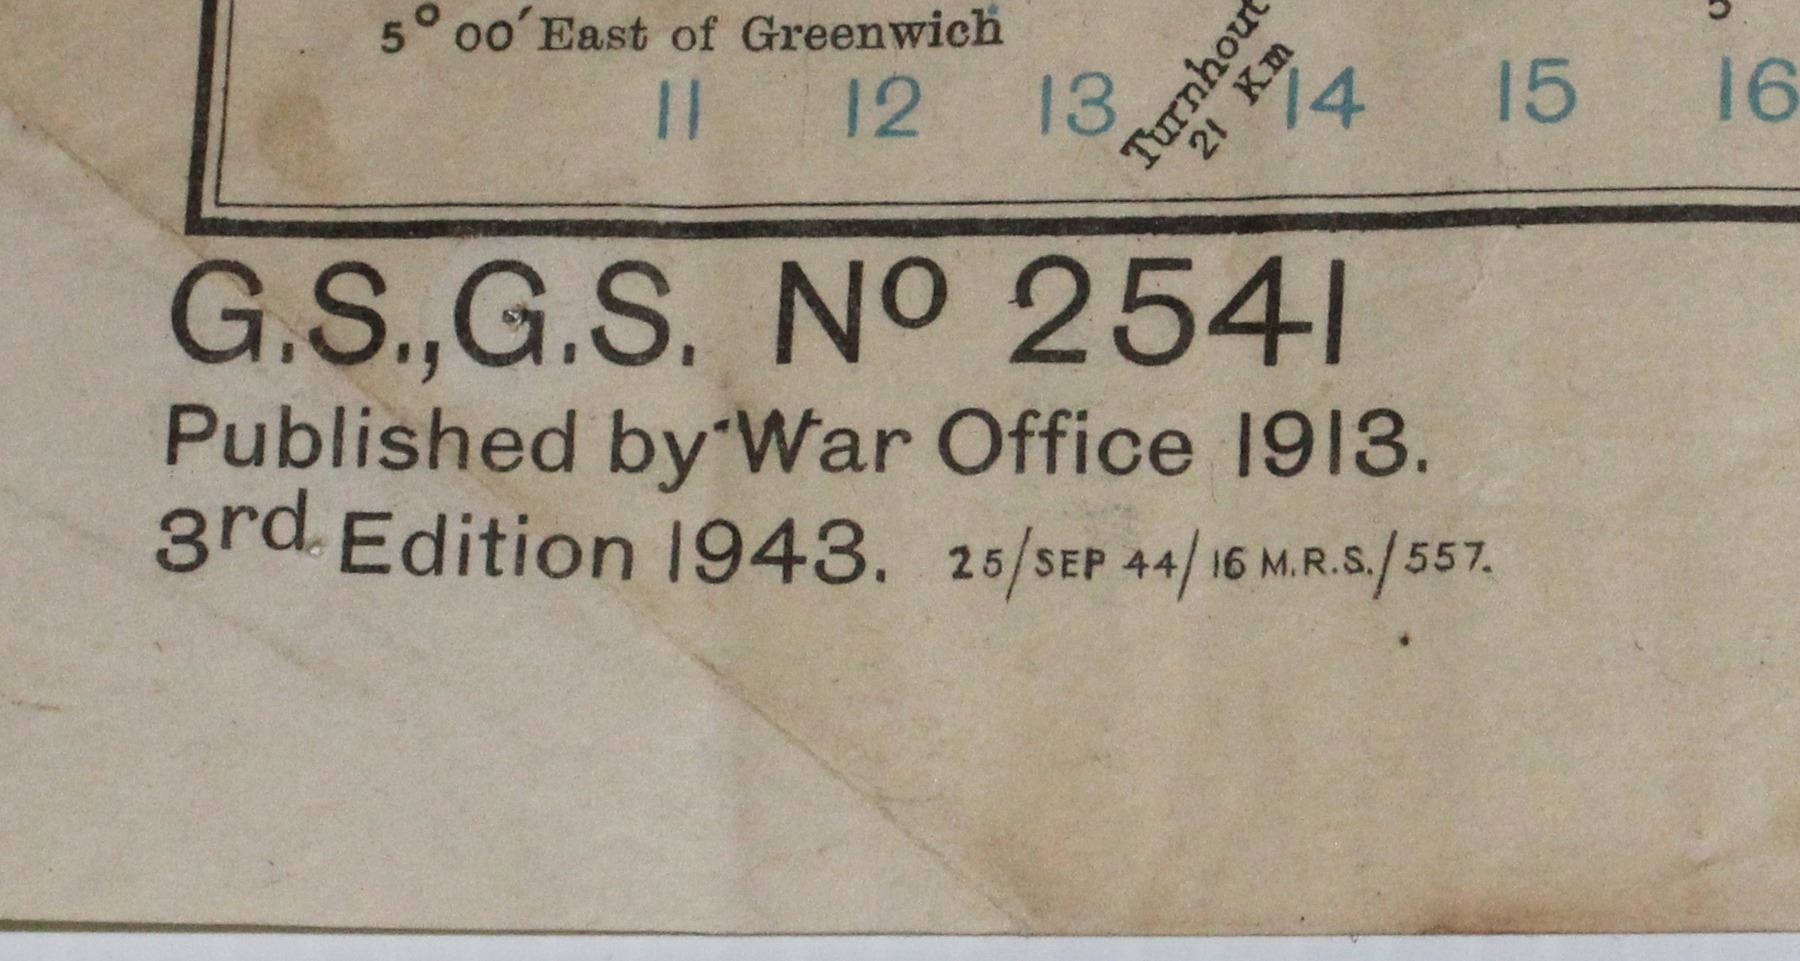 5° 00′ East of Greenwich
5
11 12 13 14 15 16
Turnhout
21 Km
G.S.,G.S. Nº 2541
Published by War Office 1913.
3rd Edition 1943. 25/SEP 44/16 M.R.S./557.